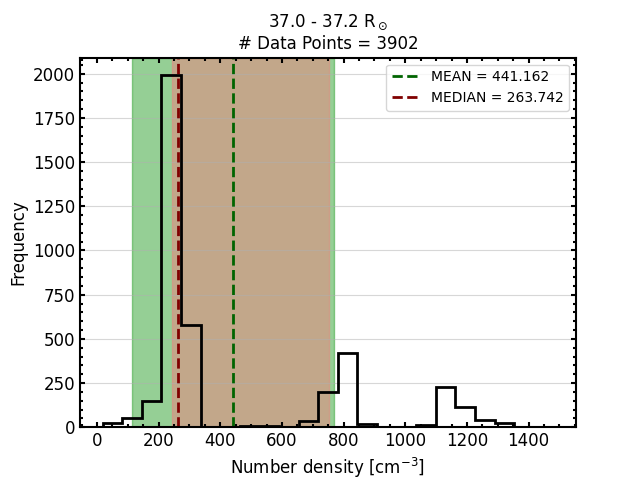 37.0 - 37.2 R⊙
# Data Points = 3902
MEAN = 441.162
MEDIAN = 263.742
Frequency
2000
1750
1500
1250
1000
750
500
250
0
0 200 400 600 800 1000 1200 1400
Number density [cm⁻³]